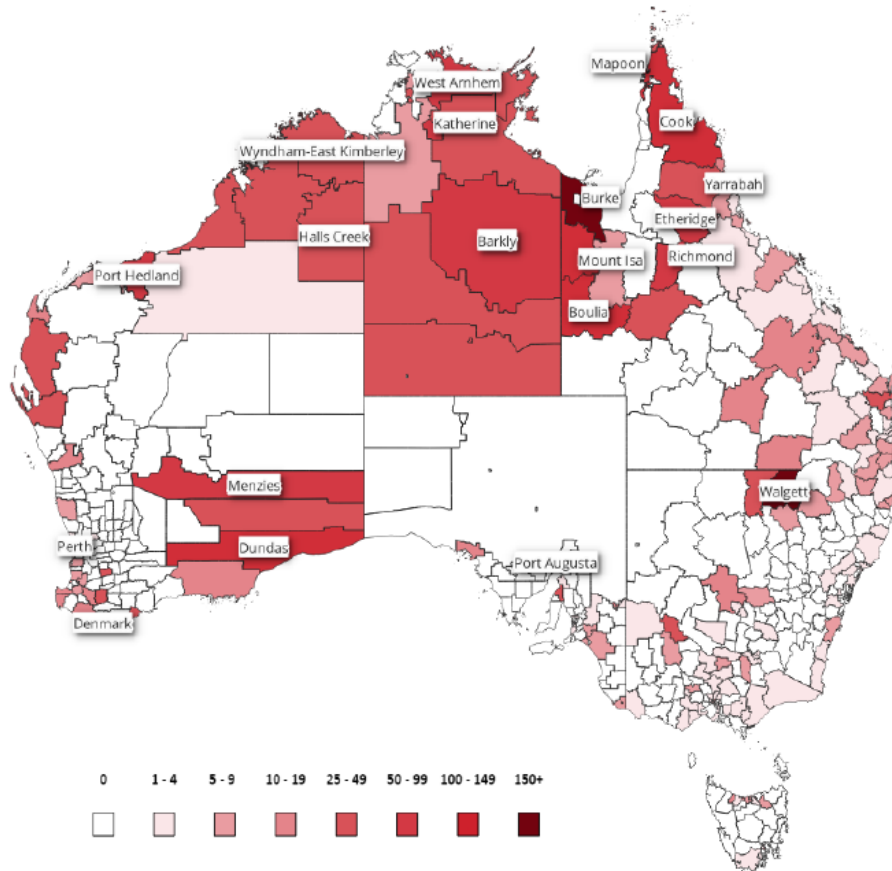 Mapoon
West Arnhem
Katherine
Cook
Wyndham-East Kimberley
Yarrabah
Burke
Etheridge
Halls Creek
Barkly
Richmond
Mount Isa
Port Hedland
Boulia
Menzies
Walgett
Perth
Dundas
Port Augusta
Denmark
0 1 - 4 5 - 9 10 - 19 25 - 49 50 - 99 100 - 149 150+